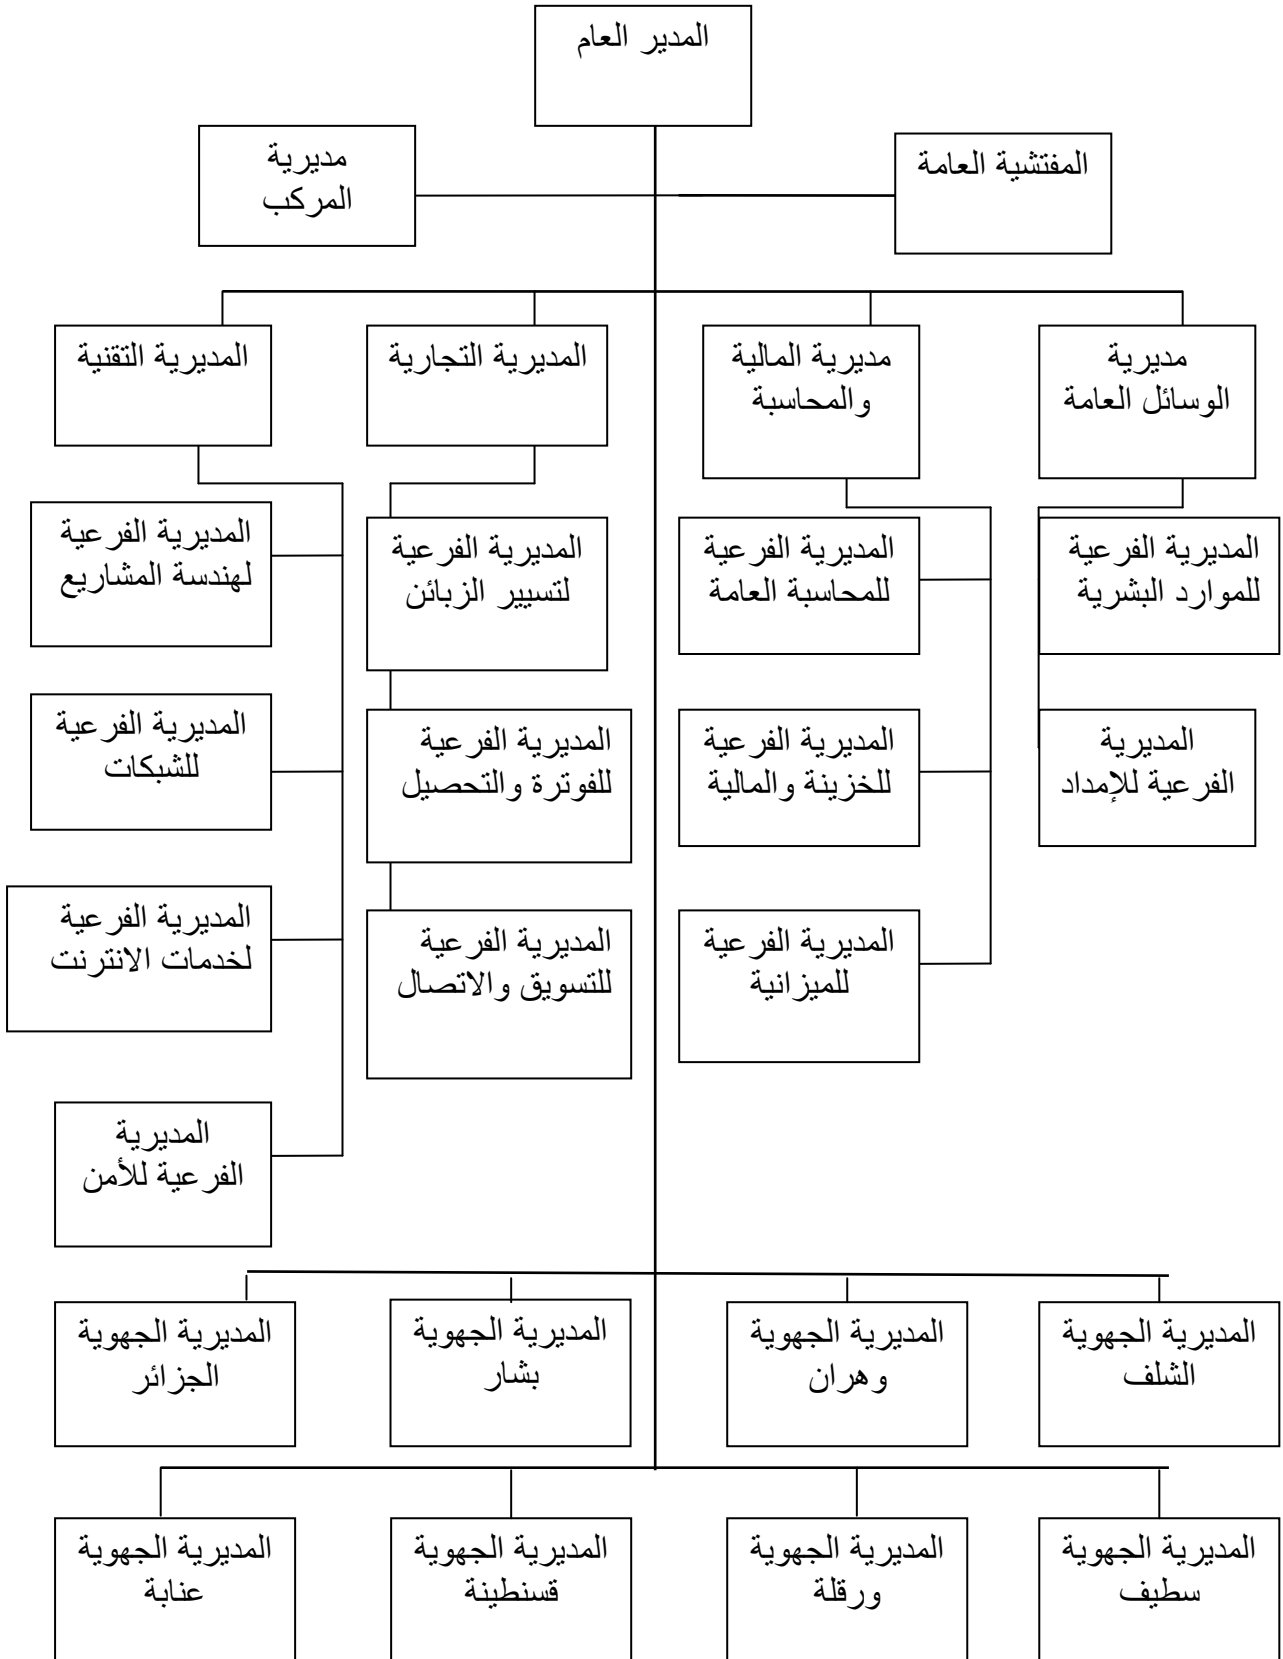 المدير العام
المفتشية العامة
مديرية
المركب
مديرية
الوسائل العامة
مديرية المالية
والمحاسبة
المديرية التجارية
المديرية التقنية
المديرية الفرعية
للموارد البشرية
المديرية الفرعية
للمحاسبة العامة
المديرية الفرعية
لتسيير الزبائن
المديرية الفرعية
لهندسة المشاريع
المديرية
الفرعية للإمداد
المديرية الفرعية
للخزينة والمالية
المديرية الفرعية
للفوترة والتحصيل
المديرية الفرعية
للشبكات
المديرية الفرعية
للميزانية
المديرية الفرعية
للتسويق والاتصال
المديرية الفرعية
لخدمات الانترنت
المديرية
الفرعية للأمن
المديرية الجهوية
الشلف
المديرية الجهوية
وهران
المديرية الجهوية
بشار
المديرية الجهوية
الجزائر
المديرية الجهوية
سطيف
المديرية الجهوية
ورقلة
المديرية الجهوية
قسنطينة
المديرية الجهوية
عنابة